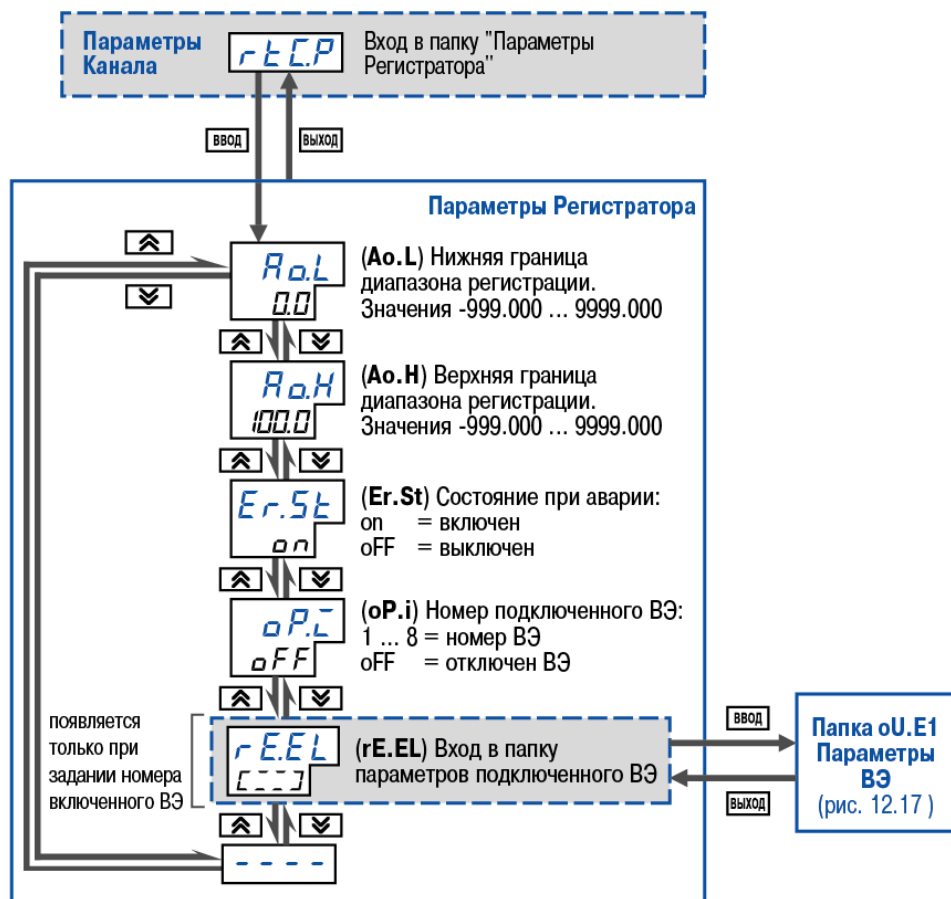 Параметры
Канала
rtC.P
Вход в папку "Параметры
Регистратора"
ВВОД
ВЫХОД
Параметры Регистратора
Ao.L
0.0
(Ao.L) Нижняя граница
диапазона регистрации.
Значения -999.000 ... 9999.000
Ao.H
100.0
(Ao.H) Верхняя граница
диапазона регистрации.
Значения -999.000 ... 9999.000
Er.St
on
(Er.St) Состояние при аварии:
on = включен
oFF = выключен
oP.i
oFF
(oP.i) Номер подключенного ВЭ:
1 ... 8 = номер ВЭ
oFF = отключен ВЭ
появляется
только при
задании номера
включенного ВЭ
rE.EL
[---]
(rE.EL) Вход в папку
параметров подключенного ВЭ
ВВОД
ВЫХОД
Папка oU.E1
Параметры
ВЭ
(рис. 12.17 )
- - - -